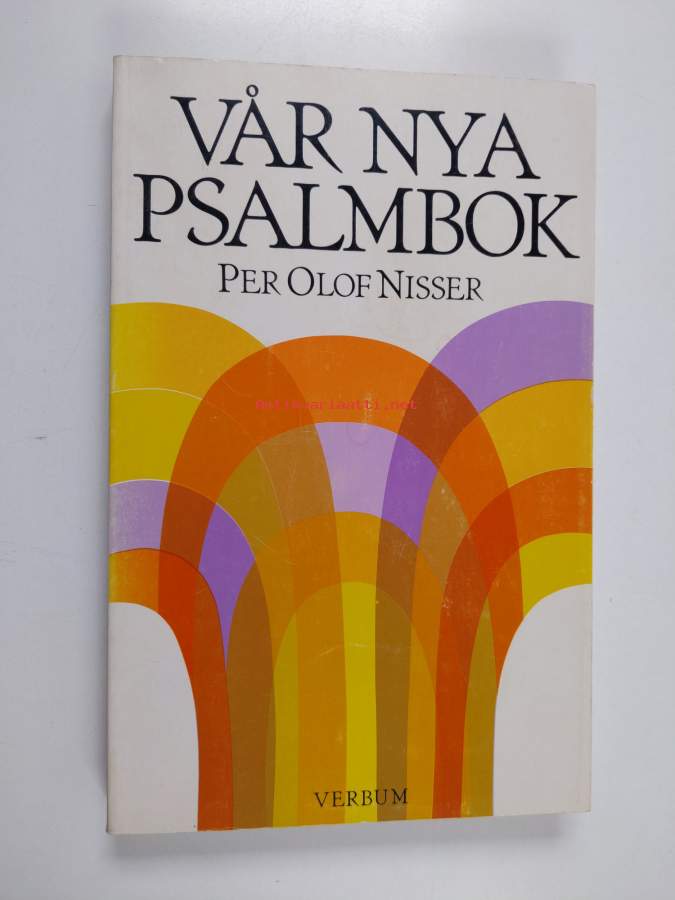 VÅR NYA
PSALMBOK
PER OLOF NISSER
antikvariaatti.net
VERBUM